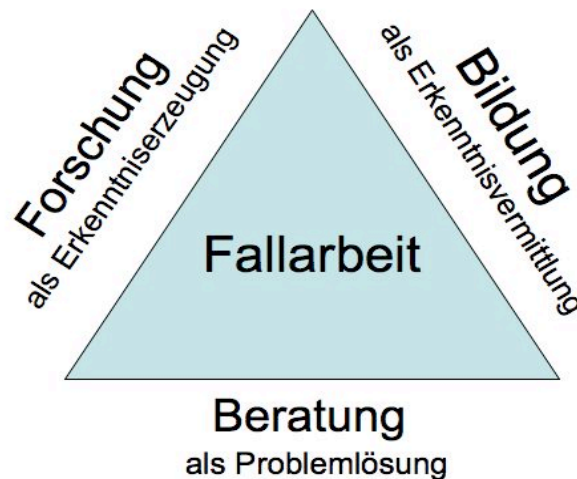 Forschung
als Erkenntniserzeugung
Bildung
als Erkenntnisvermittlung
Fallarbeit
Beratung
als Problemlösung